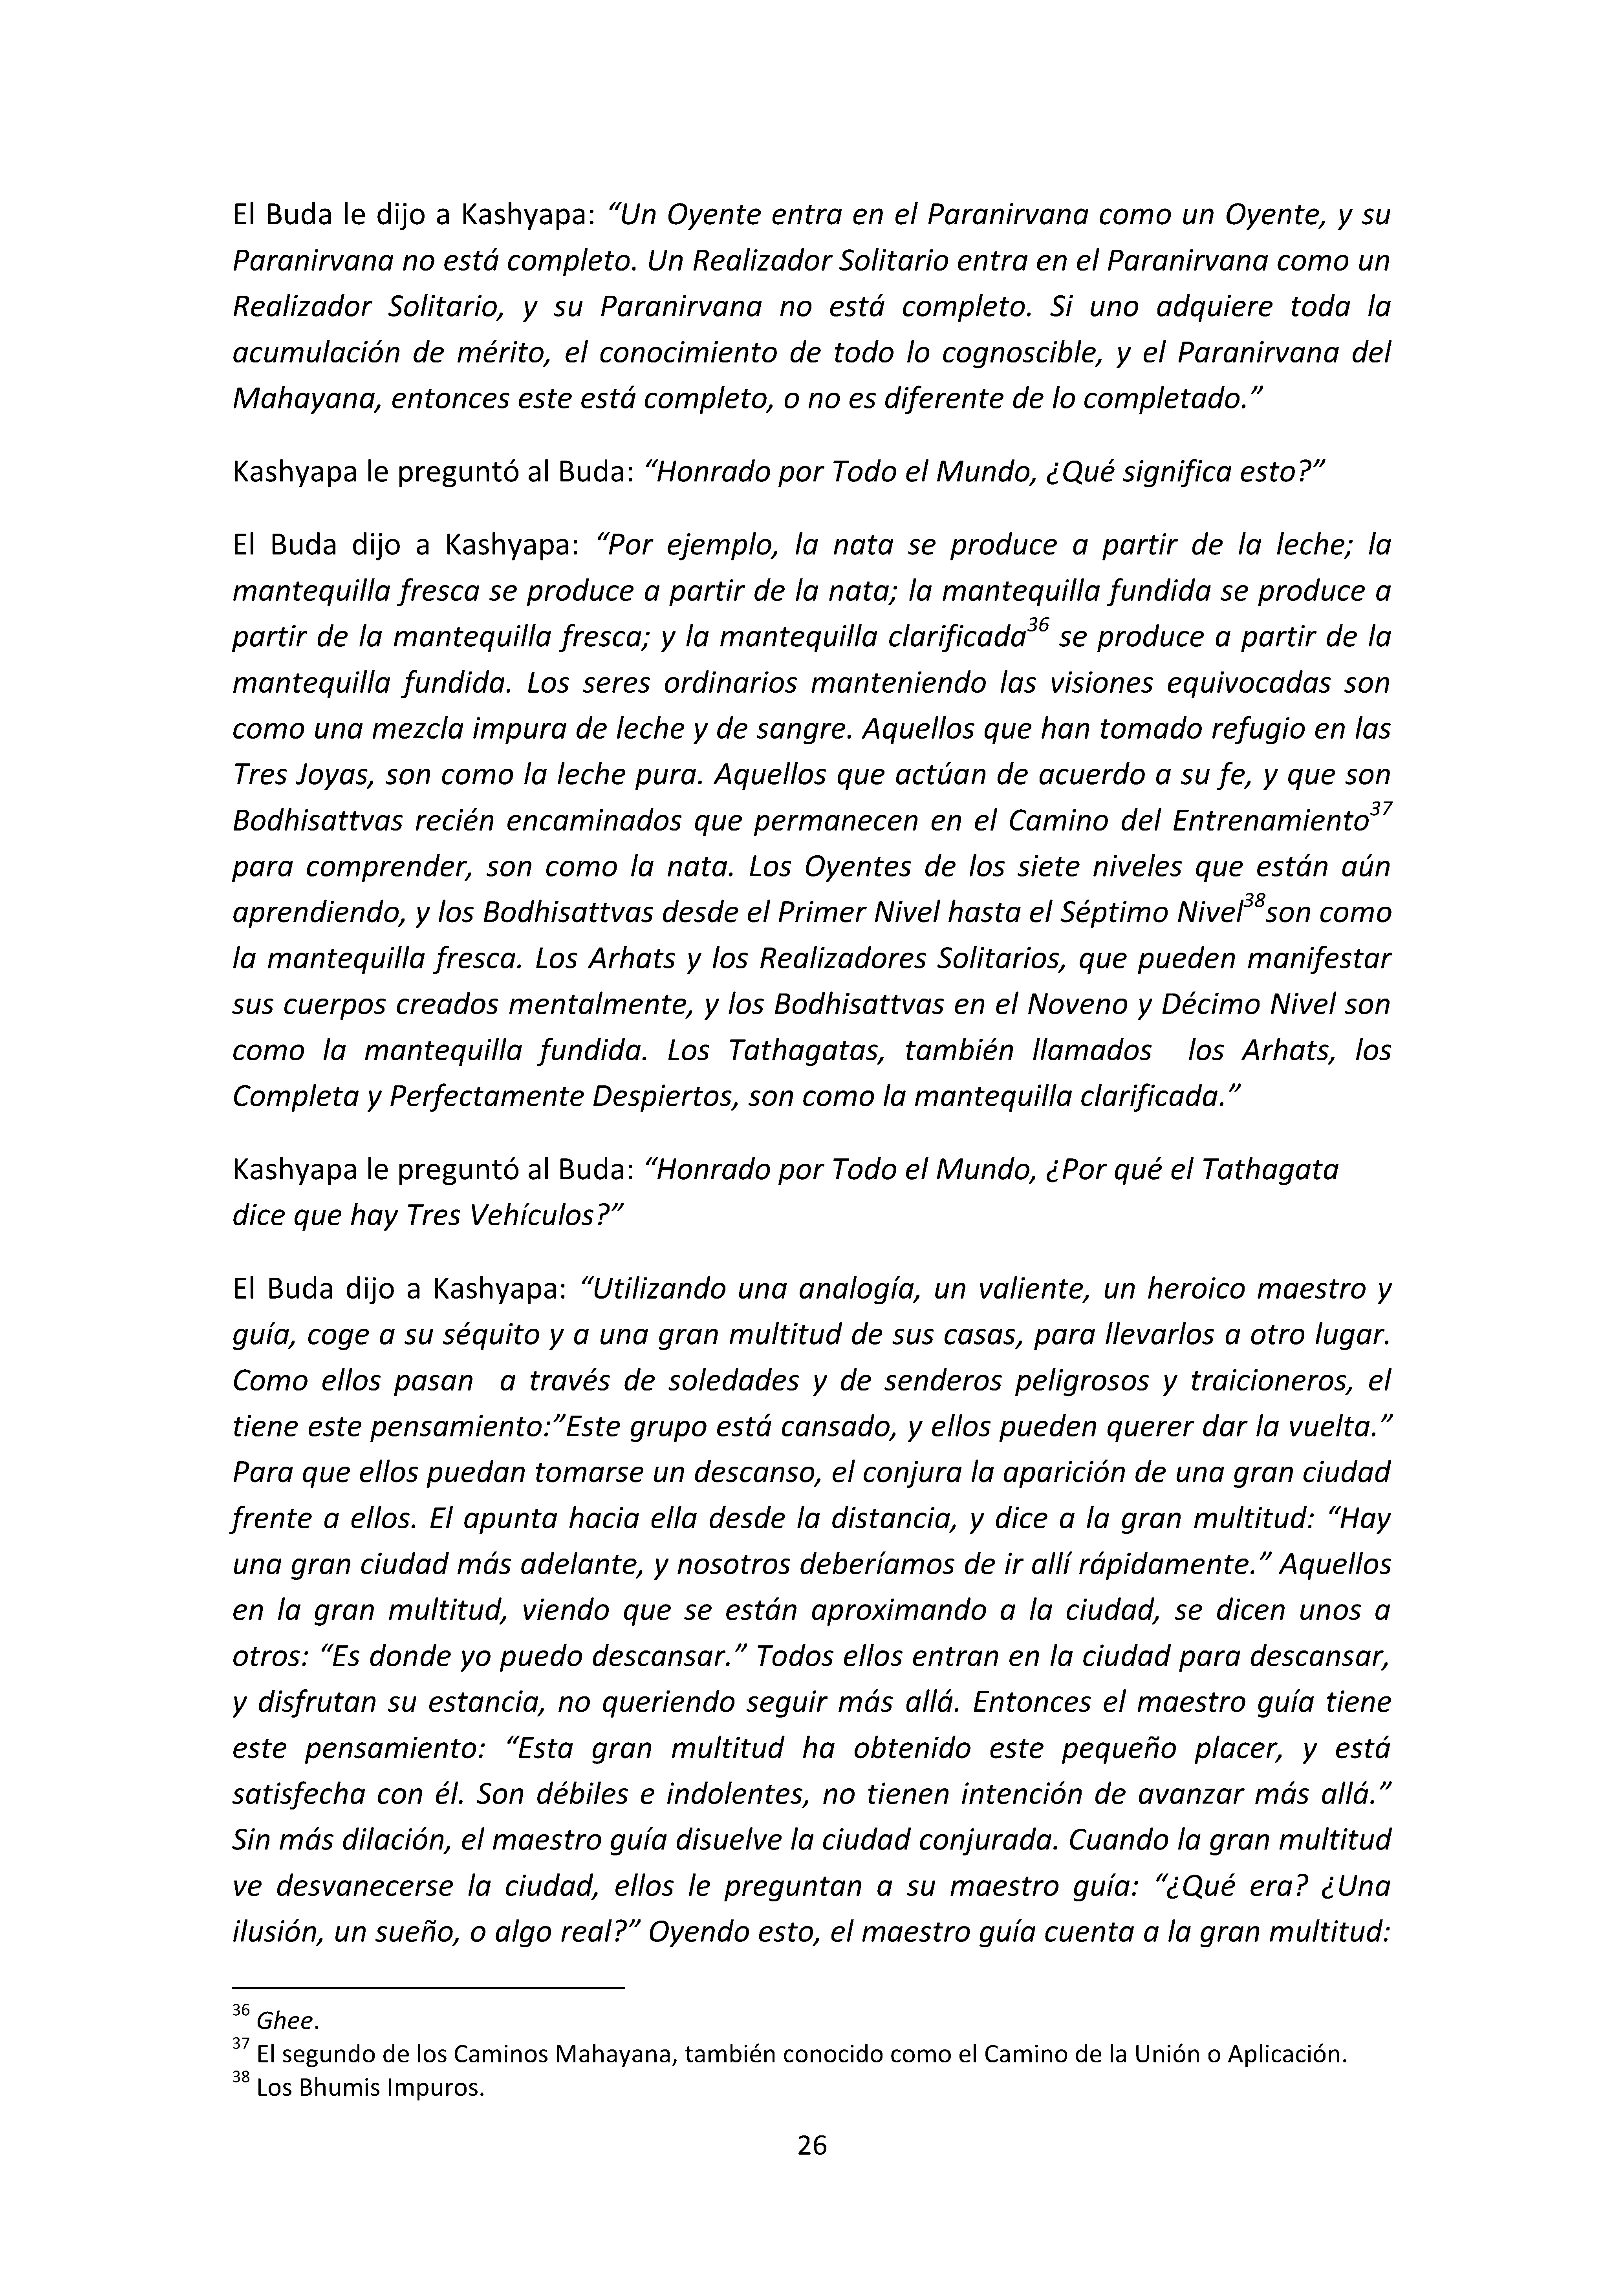 El Buda le dijo a Kashyapa: “Un Oyente entra en el Paranirvana como un Oyente, y su
Paranirvana no está completo. Un Realizador Solitario entra en el Paranirvana como un
Realizador Solitario, y su Paranirvana no está completo. Si uno adquiere toda la
acumulación de mérito, el conocimiento de todo lo cognoscible, y el Paranirvana del
Mahayana, entonces este está completo, o no es diferente de lo completado.”
Kashyapa le preguntó al Buda: “Honrado por Todo el Mundo, ¿Qué significa esto?”
El Buda dijo a Kashyapa: “Por ejemplo, la nata se produce a partir de la leche; la
mantequilla fresca se produce a partir de la nata; la mantequilla fundida se produce a
partir de la mantequilla fresca; y la mantequilla clarificada36 se produce a partir de la
mantequilla fundida. Los seres ordinarios manteniendo las visiones equivocadas son
como una mezcla impura de leche y de sangre. Aquellos que han tomado refugio en las
Tres Joyas, son como la leche pura. Aquellos que actúan de acuerdo a su fe, y que son
Bodhisattvas recién encaminados que permanecen en el Camino del Entrenamiento37
para comprender, son como la nata. Los Oyentes de los siete niveles que están aún
aprendiendo, y los Bodhisattvas desde el Primer Nivel hasta el Séptimo Nivel38son como
la mantequilla fresca. Los Arhats y los Realizadores Solitarios, que pueden manifestar
sus cuerpos creados mentalmente, y los Bodhisattvas en el Noveno y Décimo Nivel son
como la mantequilla fundida. Los Tathagatas, también llamados  los Arhats, los
Completa y Perfectamente Despiertos, son como la mantequilla clarificada.”
Kashyapa le preguntó al Buda: “Honrado por Todo el Mundo, ¿Por qué el Tathagata
dice que hay Tres Vehículos?”
El Buda dijo a Kashyapa: “Utilizando una analogía, un valiente, un heroico maestro y
guía, coge a su séquito y a una gran multitud de sus casas, para llevarlos a otro lugar.
Como ellos pasan  a través de soledades y de senderos peligrosos y traicioneros, el
tiene este pensamiento:”Este grupo está cansado, y ellos pueden querer dar la vuelta.”
Para que ellos puedan tomarse un descanso, el conjura la aparición de una gran ciudad
frente a ellos. El apunta hacia ella desde la distancia, y dice a la gran multitud: “Hay
una gran ciudad más adelante, y nosotros deberíamos de ir allí rápidamente.” Aquellos
en la gran multitud, viendo que se están aproximando a la ciudad, se dicen unos a
otros: “Es donde yo puedo descansar.” Todos ellos entran en la ciudad para descansar,
y disfrutan su estancia, no queriendo seguir más allá. Entonces el maestro guía tiene
este pensamiento: “Esta gran multitud ha obtenido este pequeño placer, y está
satisfecha con él. Son débiles e indolentes, no tienen intención de avanzar más allá.”
Sin más dilación, el maestro guía disuelve la ciudad conjurada. Cuando la gran multitud
ve desvanecerse la ciudad, ellos le preguntan a su maestro guía: “¿Qué era? ¿Una
ilusión, un sueño, o algo real?” Oyendo esto, el maestro guía cuenta a la gran multitud:
36 Ghee.
37 El segundo de los Caminos Mahayana, también conocido como el Camino de la Unión o Aplicación.
38 Los Bhumis Impuros.
26